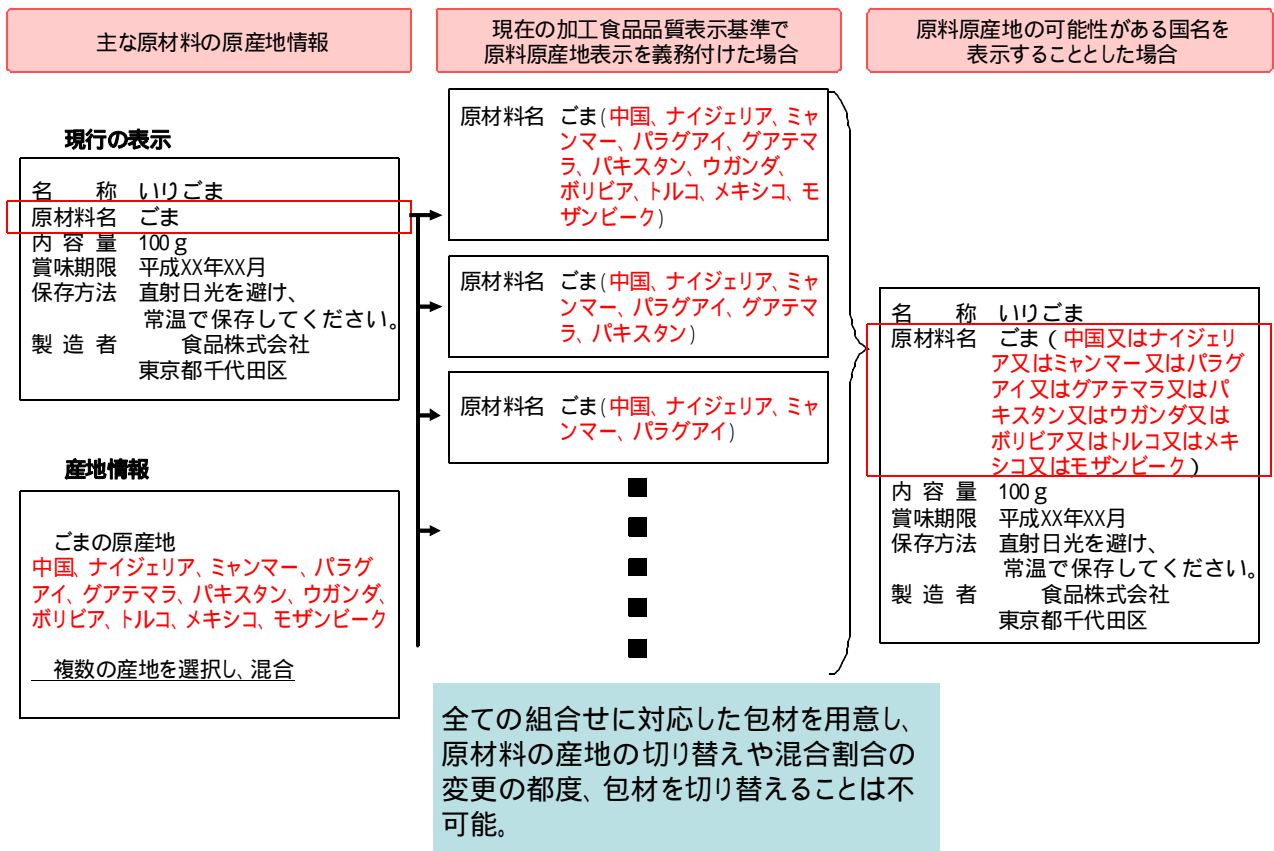 主な原材料の原産地情報
現在の加工食品品質表示基準で
原料原産地表示を義務付けた場合
原料原産地の可能性がある国名を
表示することとした場合
現行の表示
名　　称　いりごま
原材料名　ごま
内 容 量　100ｇ
賞味期限　平成XX年XX月
保存方法　直射日光を避け、
常温で保存してください。
製 造 者　　　食品株式会社
東京都千代田区
産地情報
ごまの原産地
中国、ナイジェリア、ミャンマー、パラグ
アイ、グアテマラ、パキスタン、ウガンダ、
ボリビア、トルコ、メキシコ、モザンビーク
複数の産地を選択し、混合
原材料名　ごま(中国、ナイジェリア、ミャ
ンマー、パラグアイ、グアテマ
ラ、パキスタン、ウガンダ、
ボリビア、トルコ、メキシコ、モ
ザンビーク)
原材料名　ごま(中国、ナイジェリア、ミャ
ンマー、パラグアイ、グアテマ
ラ、パキスタン)
原材料名　ごま(中国、ナイジェリア、ミャ
ンマー、パラグアイ)
全ての組合せに対応した包材を用意し、
原材料の産地の切り替えや混合割合の
変更の都度、包材を切り替えることは不
可能。
名　　称　いりごま
原材料名　ごま（中国又はナイジェリ
ア又はミャンマー又はパラグ
アイ又はグアテマラ又はパ
キスタン又はウガンダ又は
ボリビア又はトルコ又はメキ
シコ又はモザンビーク）
内 容 量　100ｇ
賞味期限　平成XX年XX月
保存方法　直射日光を避け、
常温で保存してください。
製 造 者　　　食品株式会社
東京都千代田区